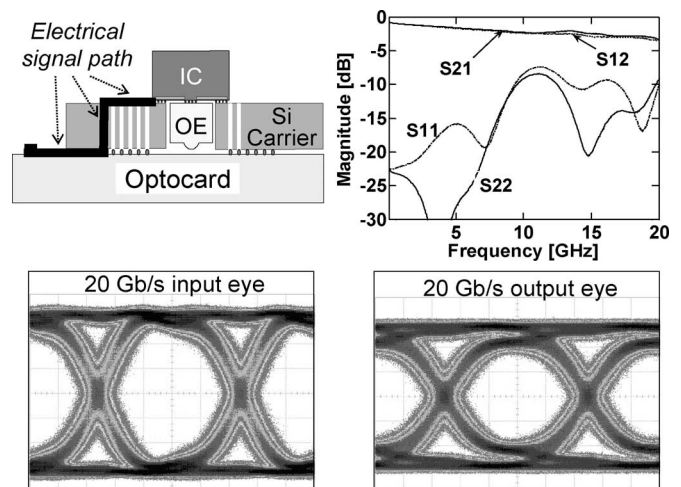 Electrical
signal path
IC
OE
Si
Carrier
Optocard
Magnitude [dB]
0
-5
-10
-15
-20
-25
-30
S21
S12
S11
S22
5
10
15
20
Frequency [GHz]
20 Gb/s input eye
20 Gb/s output eye